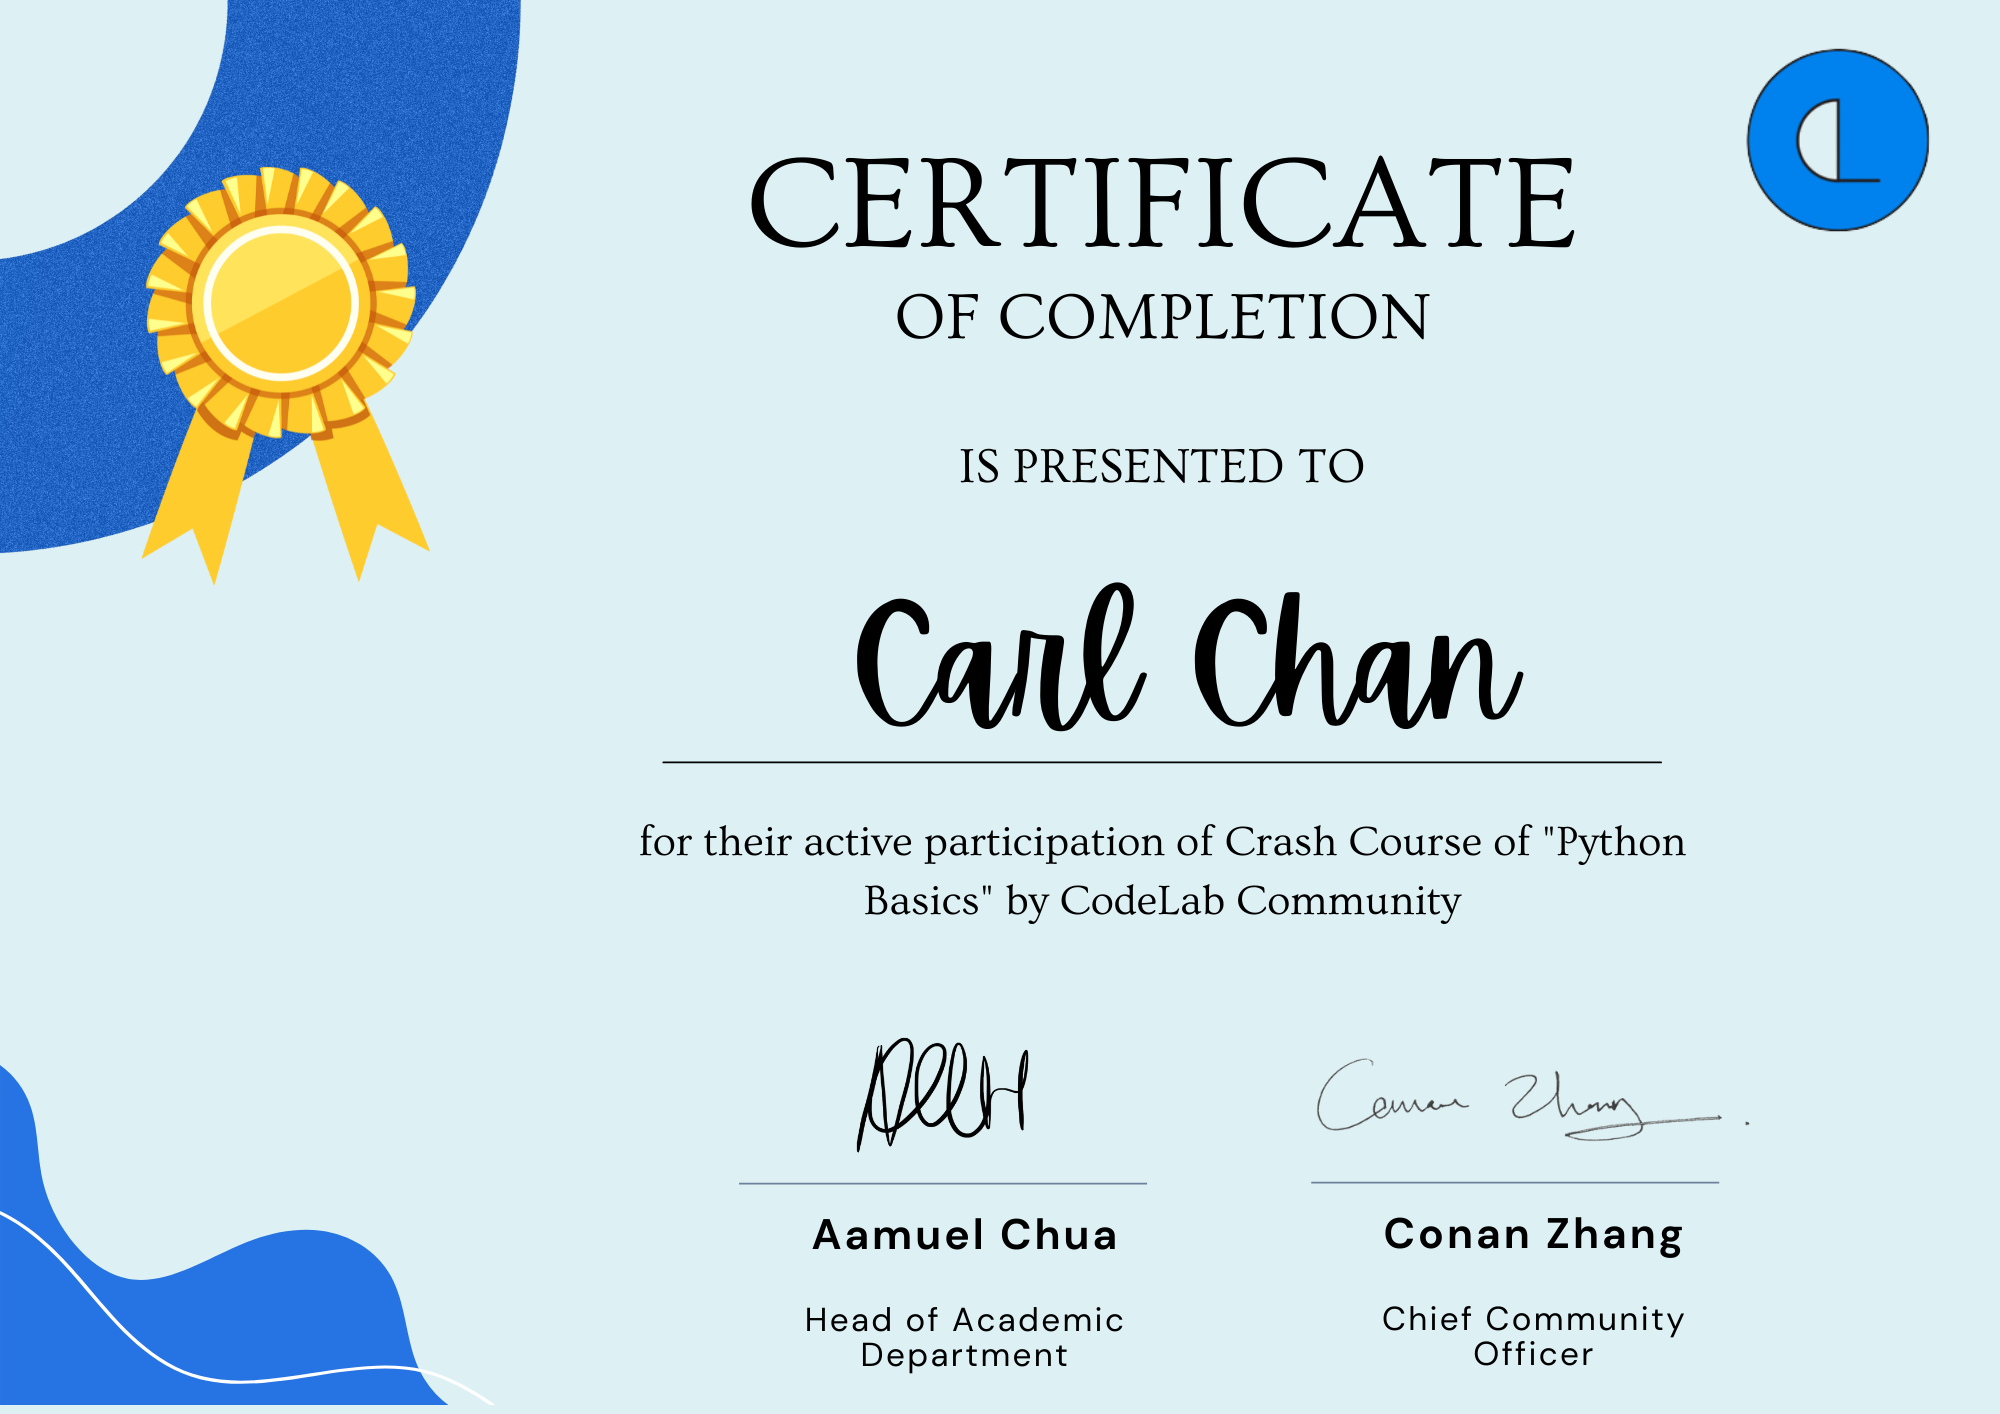 CERTIFICATE
OF COMPLETION
IS PRESENTED TO
Carl Chan
for their active participation of Crash Course of "Python
Basics" by CodeLab Community
Conan Zhang
Aamuel Chua
Conan Zhang
Head of Academic
Department
Chief Community
Officer